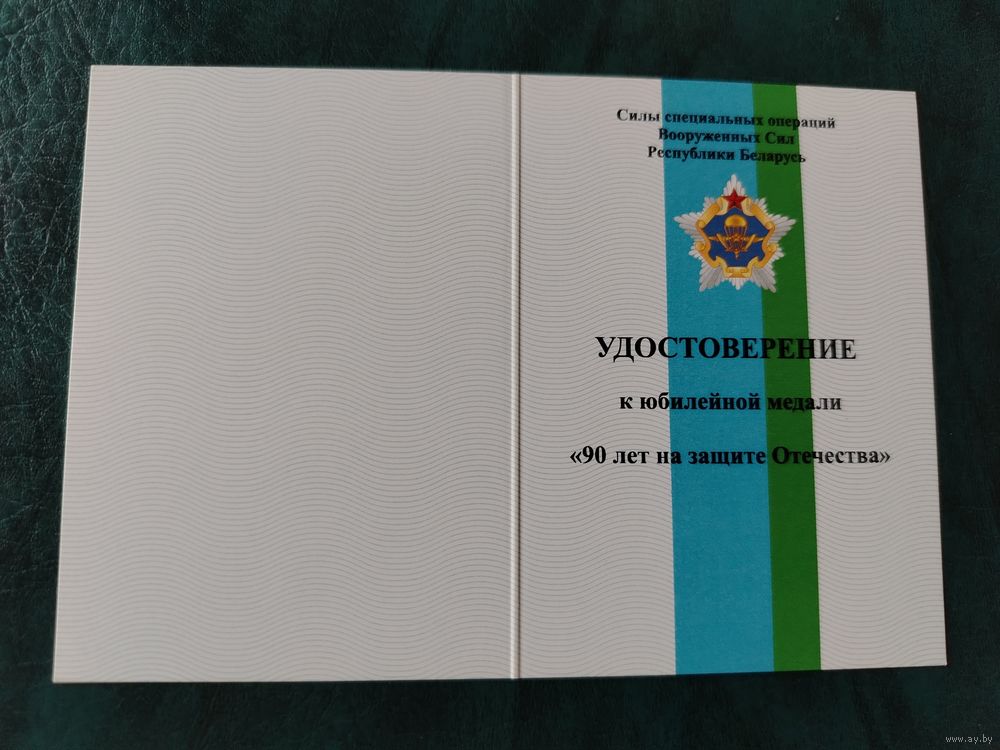 Силы специальных операций
Вооруженных Сил
Республики Беларусь
УДОСТОВЕРЕНИЕ
к юбилейной медали
«90 лет на защите Отечества»
www.ay.by